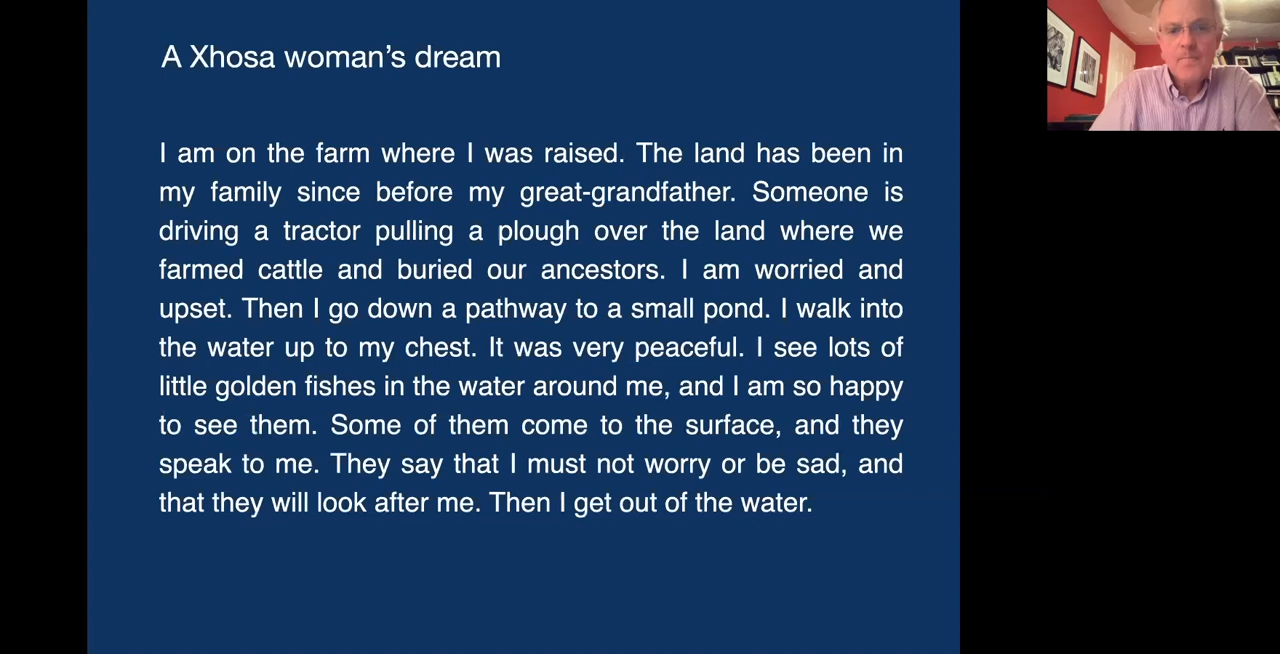 A Xhosa woman’s dream
I am on the farm where I was raised. The land has been in
my family since before my great-grandfather. Someone is
driving a tractor pulling a plough over the land where we
farmed cattle and buried our ancestors. I am worried and
upset. Then I go down a pathway to a small pond. I walk into
the water up to my chest. It was very peaceful. I see lots of
little golden fishes in the water around me, and I am so happy
to see them. Some of them come to the surface, and they
speak to me. They say that I must not worry or be sad, and
that they will look after me. Then I get out of the water.